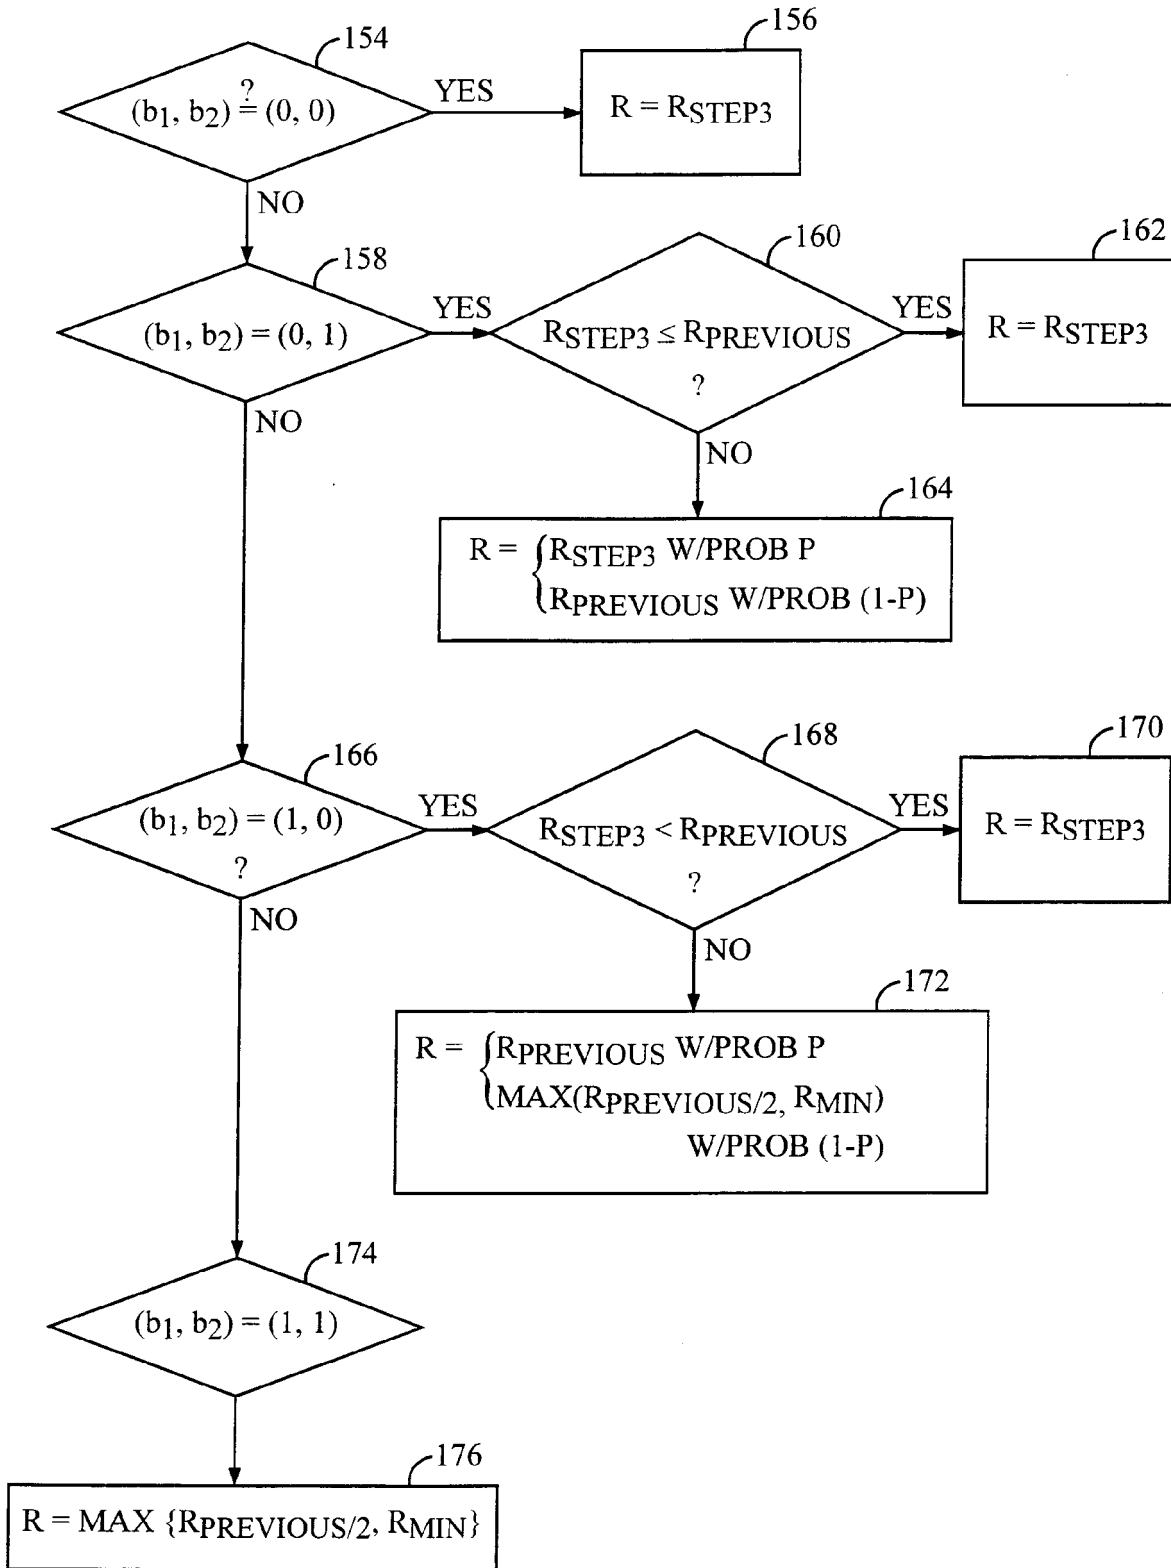 154
?
(b1, b2) = (0, 0)
YES
156
R = RSTEP3
NO
158
(b1, b2) = (0, 1)
YES
160
RSTEP3 ≤ RPREVIOUS
?
YES
162
R = RSTEP3
NO
NO
164
R = { RSTEP3 W/PROB P
RPREVIOUS W/PROB (1-P)
166
(b1, b2) = (1, 0)
?
YES
168
RSTEP3 < RPREVIOUS
?
YES
170
R = RSTEP3
NO
NO
172
R = { RPREVIOUS W/PROB P
MAX(RPREVIOUS/2, RMIN)
W/PROB (1-P)
174
(b1, b2) = (1, 1)
176
R = MAX {RPREVIOUS/2, RMIN}